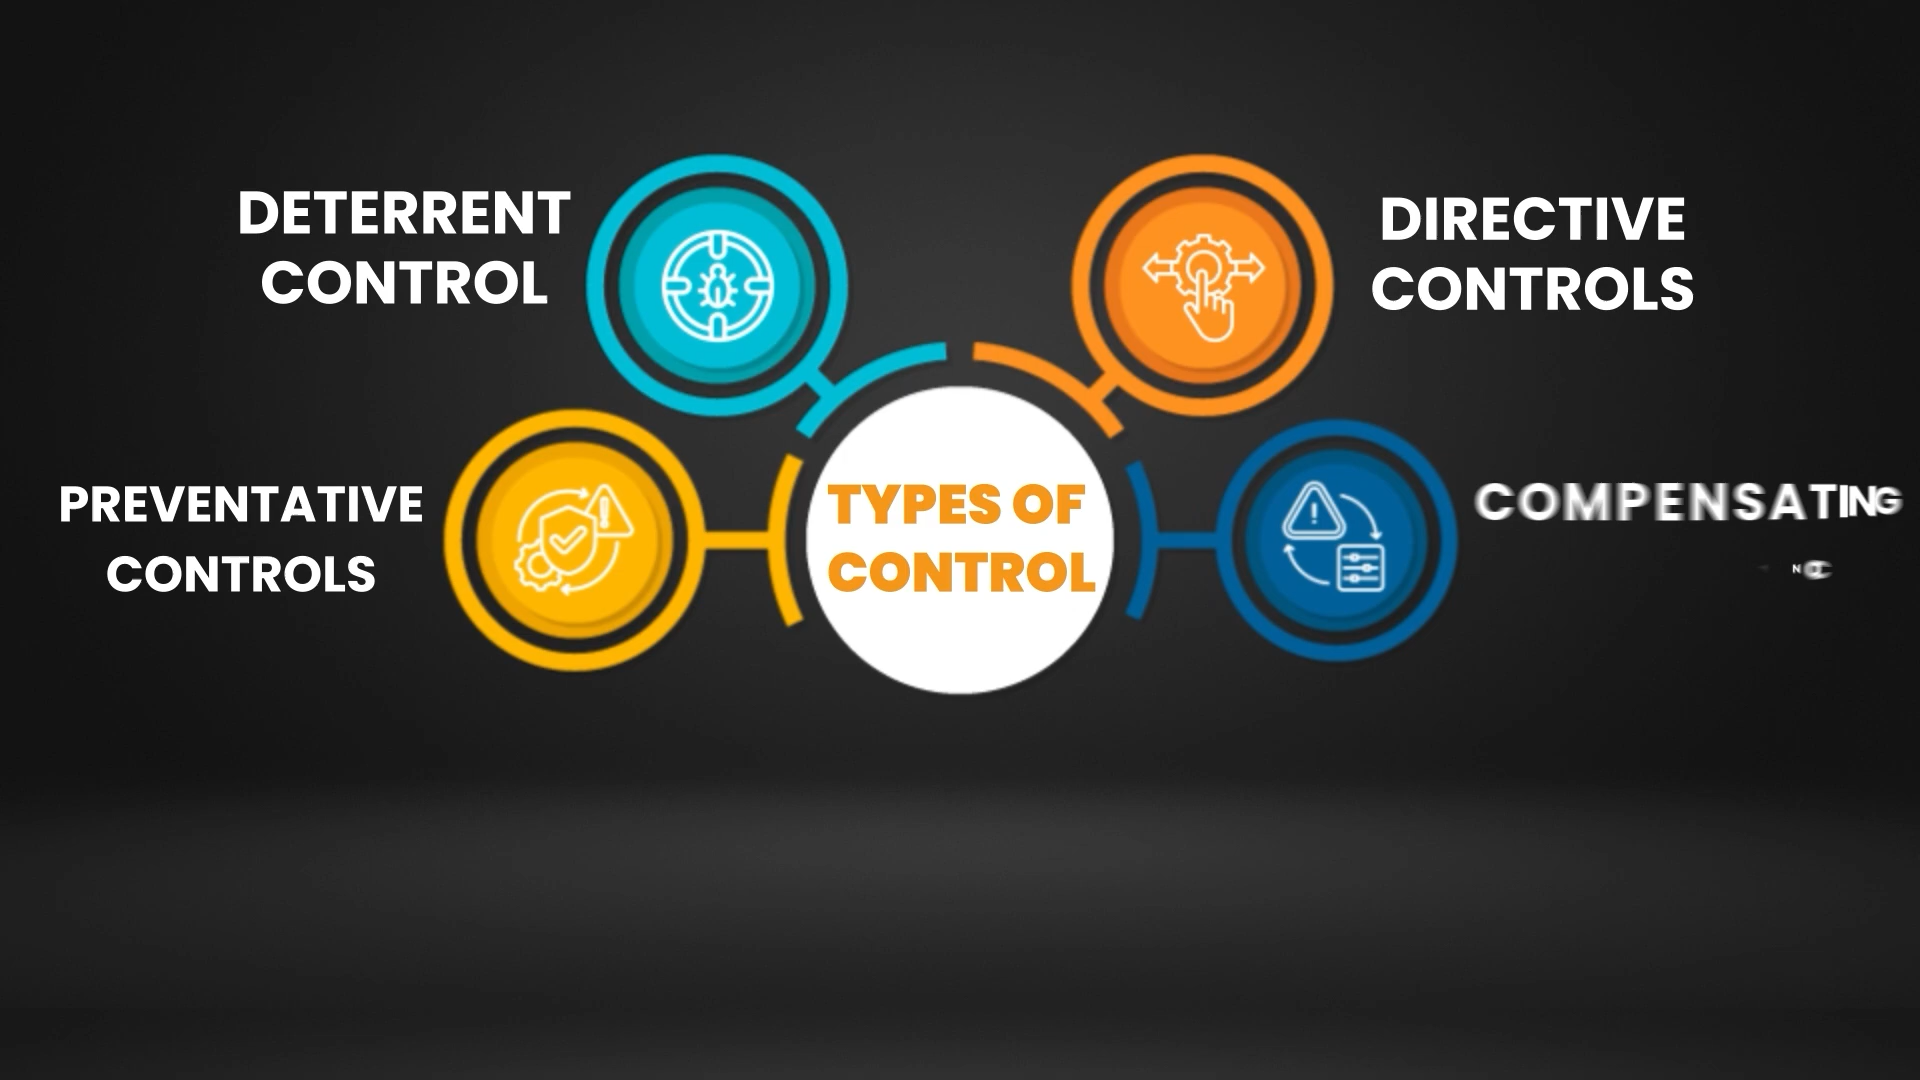 DETERRENT
CONTROL
DIRECTIVE
CONTROLS
PREVENTATIVE
CONTROLS
TYPES OF
CONTROL
COMPENSATING